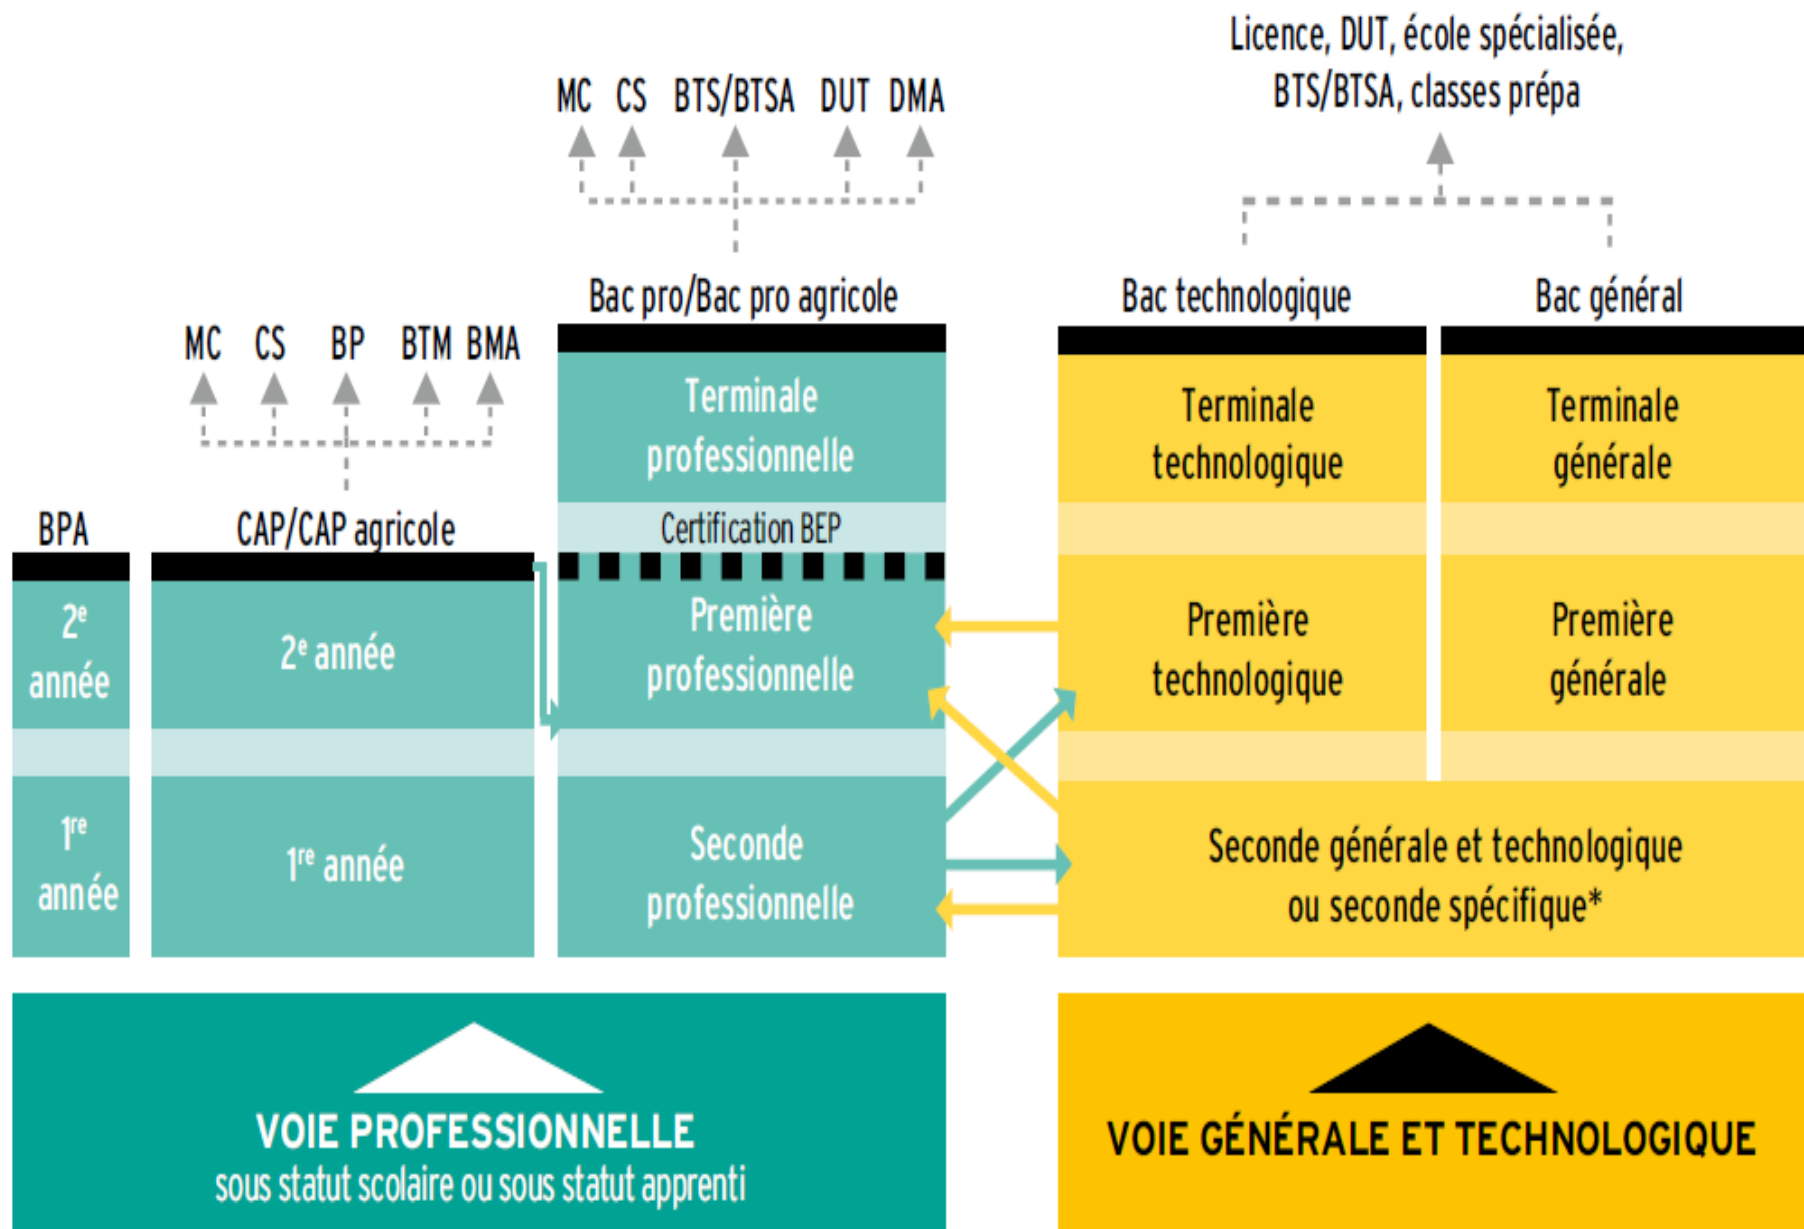 Licence, DUT, école spécialisée,
BTS/BTSA, classes prépa
MC CS BTS/BTSA DUT DMA
Bac pro/Bac pro agricole
Bac technologique
Bac général
MC CS BP BTM BMA
Terminale
professionnelle
Terminale
technologique
Terminale
générale
BPA
CAP/CAP agricole
Certification BEP
2e
année
2e année
Première
professionnelle
Première
technologique
Première
générale
1re
année
1re année
Seconde
professionnelle
Seconde générale et technologique
ou seconde spécifique*
VOIE PROFESSIONNELLE
sous statut scolaire ou sous statut apprenti
VOIE GÉNÉRALE ET TECHNOLOGIQUE